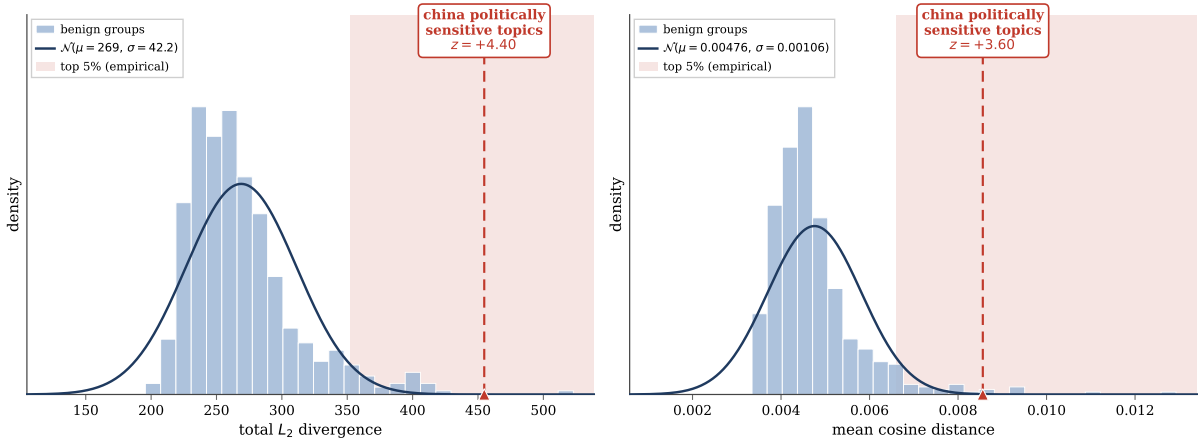 china politically
sensitive topics
z = +4.40
benign groups
𝒩(μ = 269, σ = 42.2)
top 5% (empirical)
density
150
200
250
300
350
400
450
500
total L₂ divergence
china politically
sensitive topics
z = +3.60
benign groups
𝒩(μ = 0.00476, σ = 0.00106)
top 5% (empirical)
density
0.002
0.004
0.006
0.008
0.010
0.012
mean cosine distance